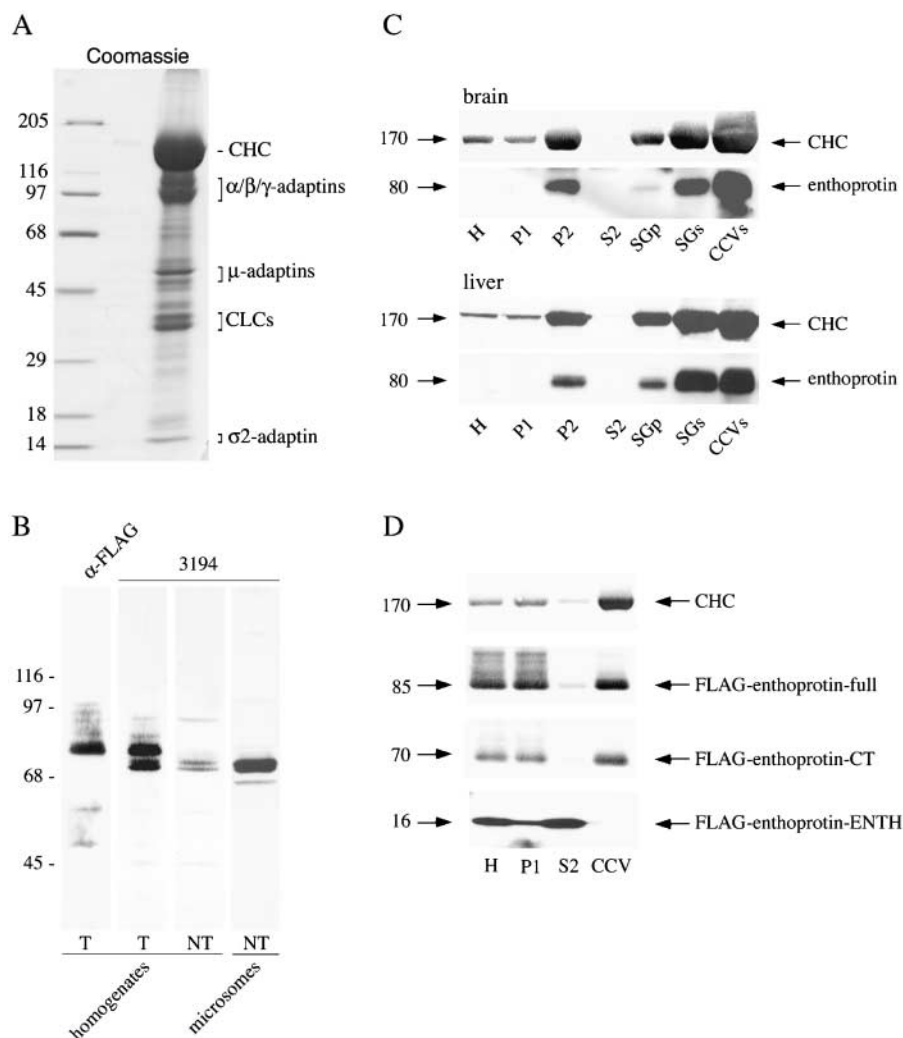 A
Coomassie
205
116
97
68
45
29
18
14
- CHC
α/β/γ-adaptins
μ-adaptins
CLCs
σ2-adaptin
B
α-FLAG
3194
116 -
97 -
68 -
45 -
T
T
NT
NT
homogenates
microsomes
C
brain
170
CHC
80
enthoprotin
H P1 P2 S2 SGp SGs CCVs
liver
170
CHC
80
enthoprotin
H P1 P2 S2 SGp SGs CCVs
D
170
CHC
85
FLAG-enthoprotin-full
70
FLAG-enthoprotin-CT
16
FLAG-enthoprotin-ENTH
H P1 S2 CCV